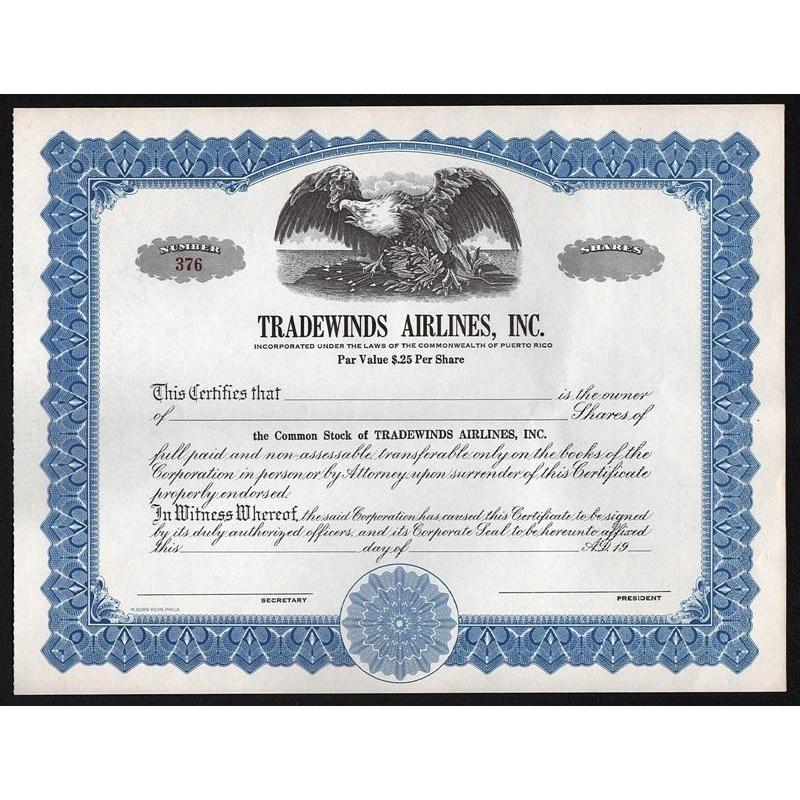 NUMBER
376
SHARES
TRADEWINDS AIRLINES, INC.
INCORPORATED UNDER THE LAWS OF THE COMMONWEALTH OF PUERTO RICO
Par Value $.25 Per Share
This Certifies that is the owner
of Shares of
the Common Stock of TRADEWINDS AIRLINES, INC.
full paid and non-assessable, transferable only on the books of the
Corporation in person or by Attorney upon surrender of this Certificate
properly endorsed.
In Witness Whereof, the said Corporation has caused this Certificate to be signed
by its duly authorized officers, and its Corporate Seal to be hereunto affixed
this day of A.D. 19
SECRETARY
PRESIDENT